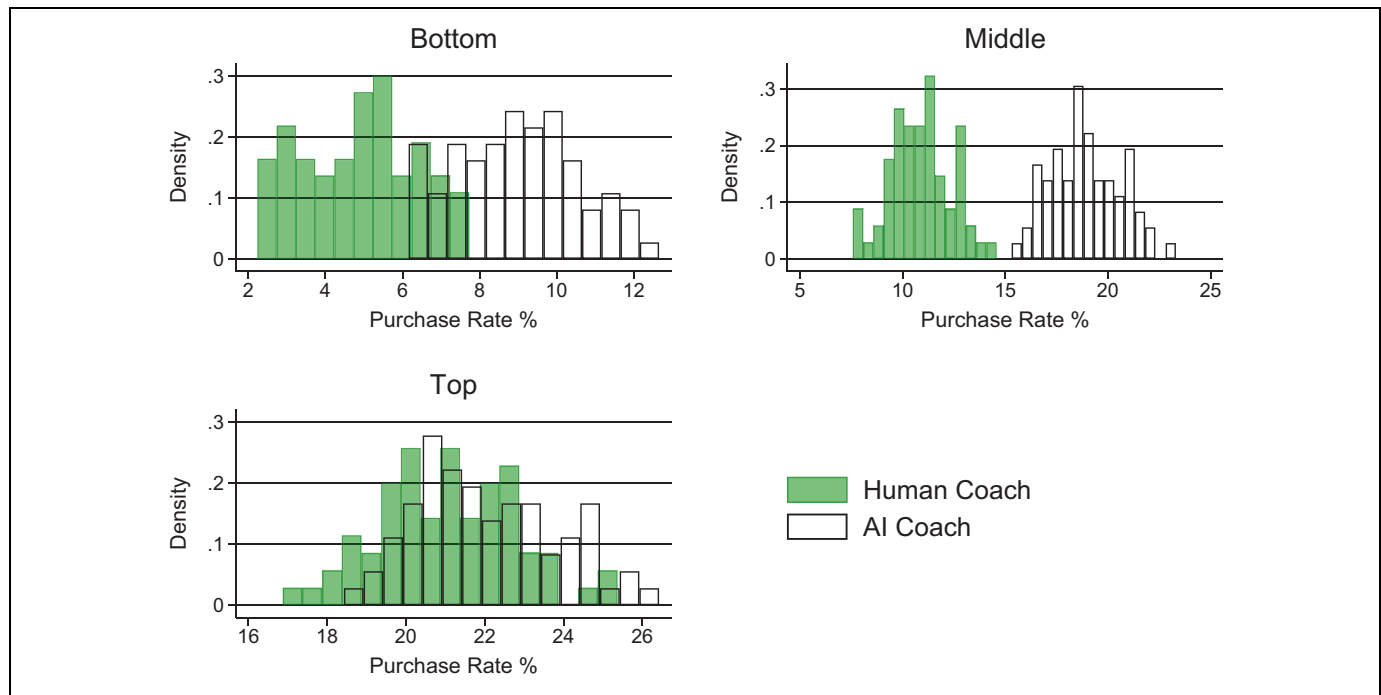 Bottom
.3
.2
.1
0
Density
2 4 6 8 10 12
Purchase Rate %
Middle
.3
.2
.1
0
Density
5 10 15 20 25
Purchase Rate %
Top
.3
.2
.1
0
Density
16 18 20 22 24 26
Purchase Rate %
Human Coach
AI Coach